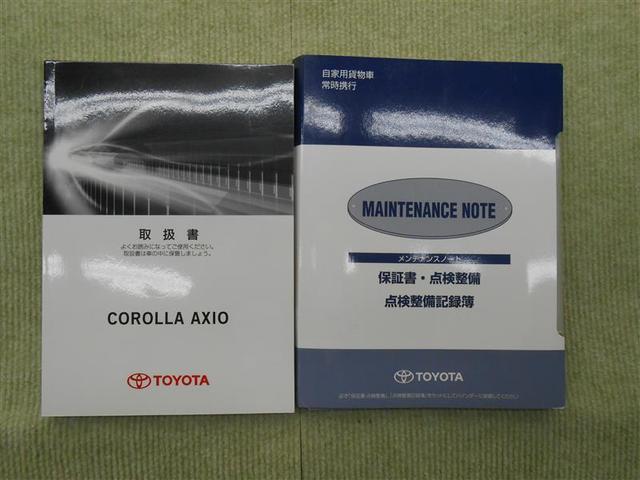 取扱書
よくお読みになってご使用ください。
取扱書は車の中に保管しましょう。
COROLLA AXIO
TOYOTA
自家用貨物車
常時携行
MAINTENANCE NOTE
メンテナンスノート
保証書・点検整備
点検整備記録簿
TOYOTA